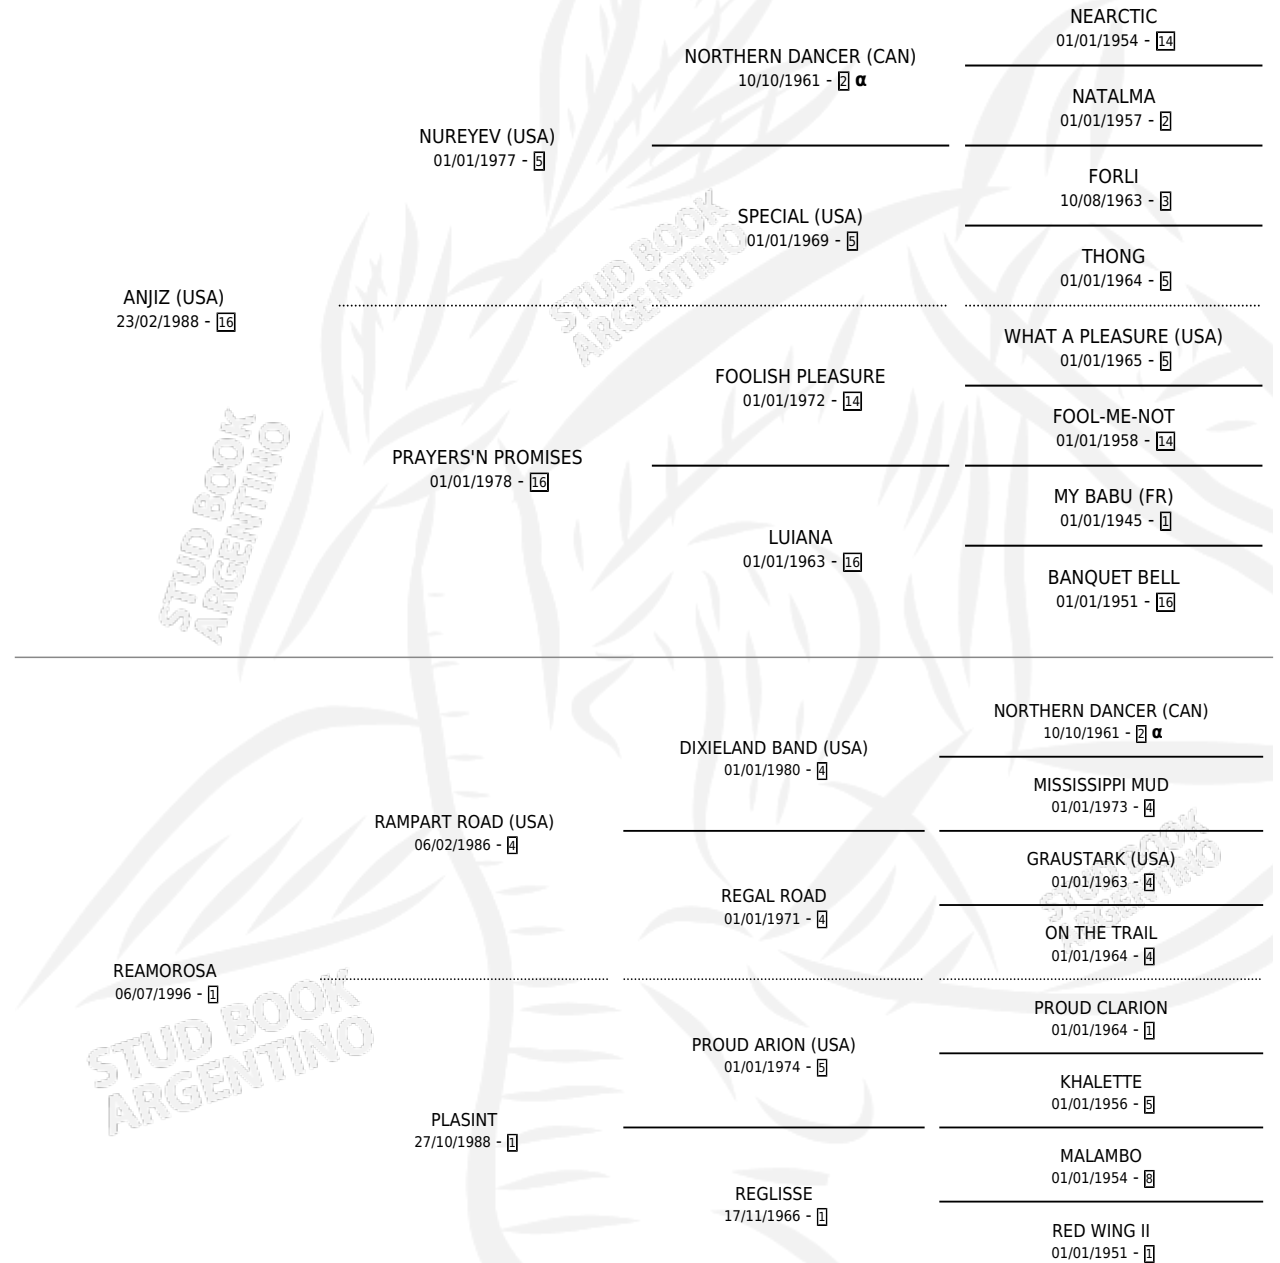 NEARCTIC
01/01/1954 - 14
NORTHERN DANCER (CAN)
10/10/1961 - 2 α
NATALMA
01/01/1957 - 2
NUREYEV (USA)
01/01/1977 - 5
FORLI
10/08/1963 - 3
SPECIAL (USA)
01/01/1969 - 5
THONG
01/01/1964 - 5
ANJIZ (USA)
23/02/1988 - 16
WHAT A PLEASURE (USA)
01/01/1965 - 5
FOOLISH PLEASURE
01/01/1972 - 14
FOOL-ME-NOT
01/01/1958 - 14
PRAYERS'N PROMISES
01/01/1978 - 16
MY BABU (FR)
01/01/1945 - 1
LUIANA
01/01/1963 - 16
BANQUET BELL
01/01/1951 - 16
NORTHERN DANCER (CAN)
10/10/1961 - 2 α
DIXIELAND BAND (USA)
01/01/1980 - 4
MISSISSIPPI MUD
01/01/1973 - 4
RAMPART ROAD (USA)
06/02/1986 - 4
GRAUSTARK (USA)
01/01/1963 - 4
REGAL ROAD
01/01/1971 - 4
ON THE TRAIL
01/01/1964 - 4
REAMOROSA
06/07/1996 - 1
PROUD CLARION
01/01/1964 - 1
PROUD ARION (USA)
01/01/1974 - 5
KHALETTE
01/01/1956 - 5
PLASINT
27/10/1988 - 1
MALAMBO
01/01/1954 - 8
REGLISSE
17/11/1966 - 1
RED WING II
01/01/1951 - 1
STUD BOOK
ARGENTINO
STUD BOOK
ARGENTINO
STUD BOOK
ARGENTINO
STUD BOOK
ARGENTINO